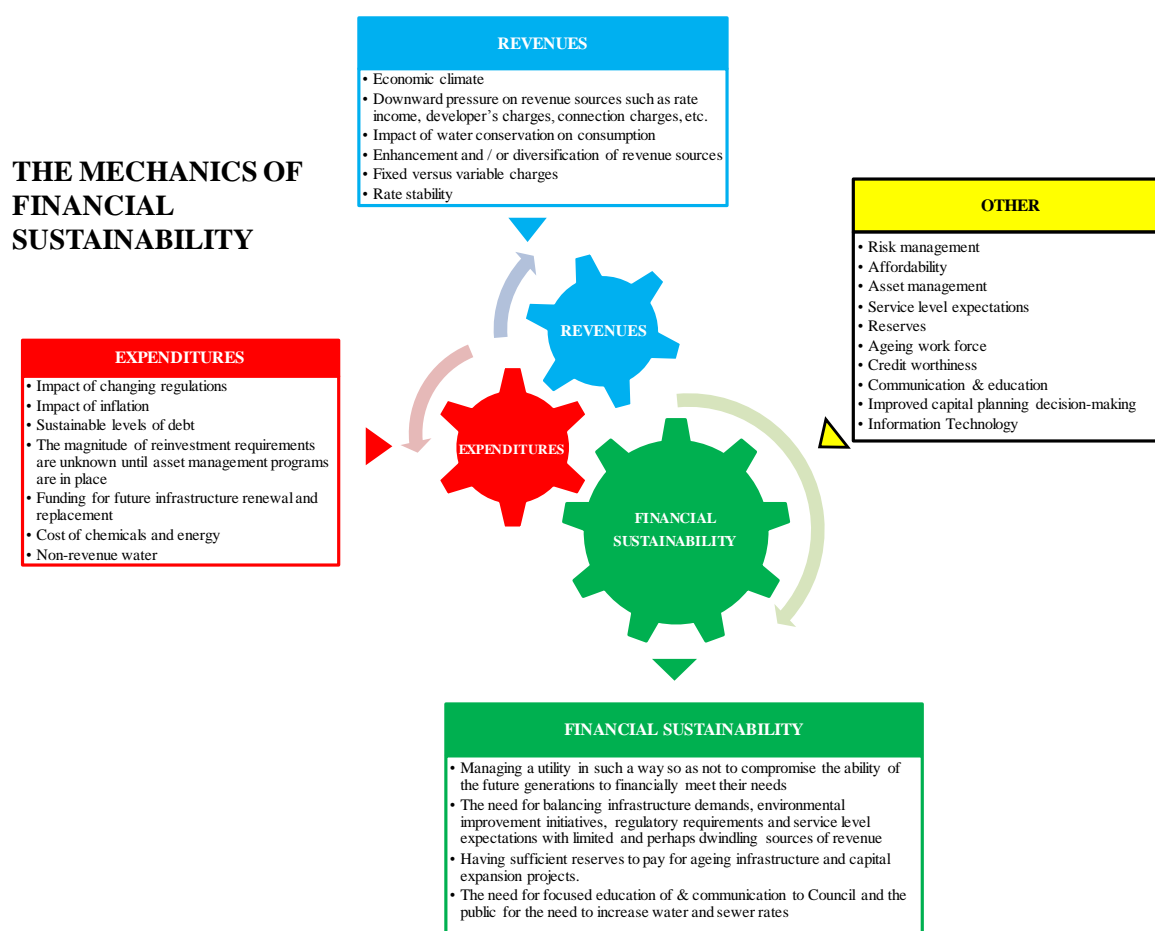 THE MECHANICS OF
FINANCIAL
SUSTAINABILITY
REVENUES
• Economic climate
• Downward pressure on revenue sources such as rate
income, developer's charges, connection charges, etc.
• Impact of water conservation on consumption
• Enhancement and / or diversification of revenue sources
• Fixed versus variable charges
• Rate stability
OTHER
• Risk management
• Affordability
• Asset management
• Service level expectations
• Reserves
• Ageing work force
• Credit worthiness
• Communication & education
• Improved capital planning decision-making
• Information Technology
EXPENDITURES
• Impact of changing regulations
• Impact of inflation
• Sustainable levels of debt
• The magnitude of reinvestment requirements
are unknown until asset management programs
are in place
• Funding for future infrastructure renewal and
replacement
• Cost of chemicals and energy
• Non-revenue water
REVENUES
EXPENDITURES
FINANCIAL
SUSTAINABILITY
FINANCIAL SUSTAINABILITY
• Managing a utility in such a way so as not to compromise the ability of
the future generations to financially meet their needs
• The need for balancing infrastructure demands, environmental
improvement initiatives, regulatory requirements and service level
expectations with limited and perhaps dwindling sources of revenue
• Having sufficient reserves to pay for ageing infrastructure and capital
expansion projects.
• The need for focused education of & communication to Council and the
public for the need to increase water and sewer rates